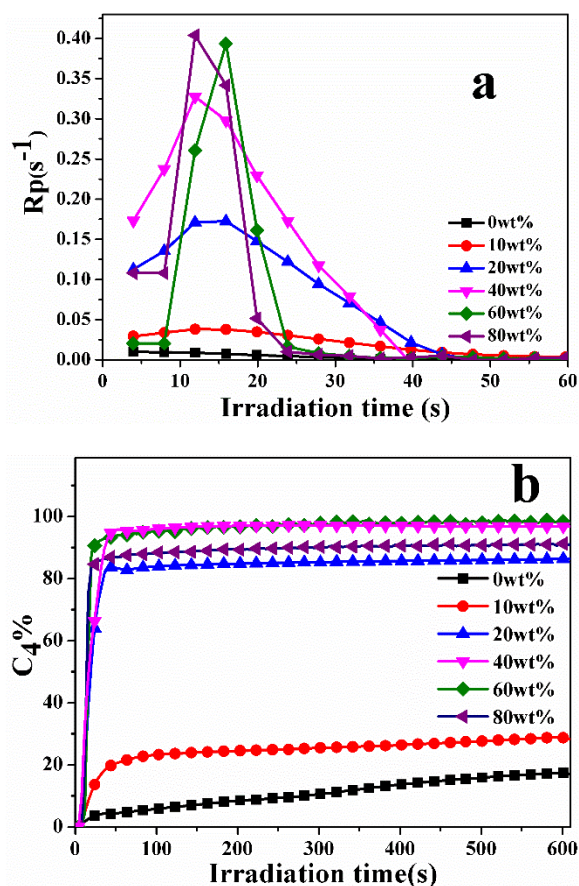 a
0.40
0.35
0.30
0.25
0.20
0.15
0.10
0.05
0.00
Rp(s-1)
0wt%
10wt%
20wt%
40wt%
60wt%
80wt%
0 10 20 30 40 50 60
Irradiation time (s)
b
100
80
60
40
20
0
C4%
0wt%
10wt%
20wt%
40wt%
60wt%
80wt%
0 100 200 300 400 500 600
Irradiation time(s)